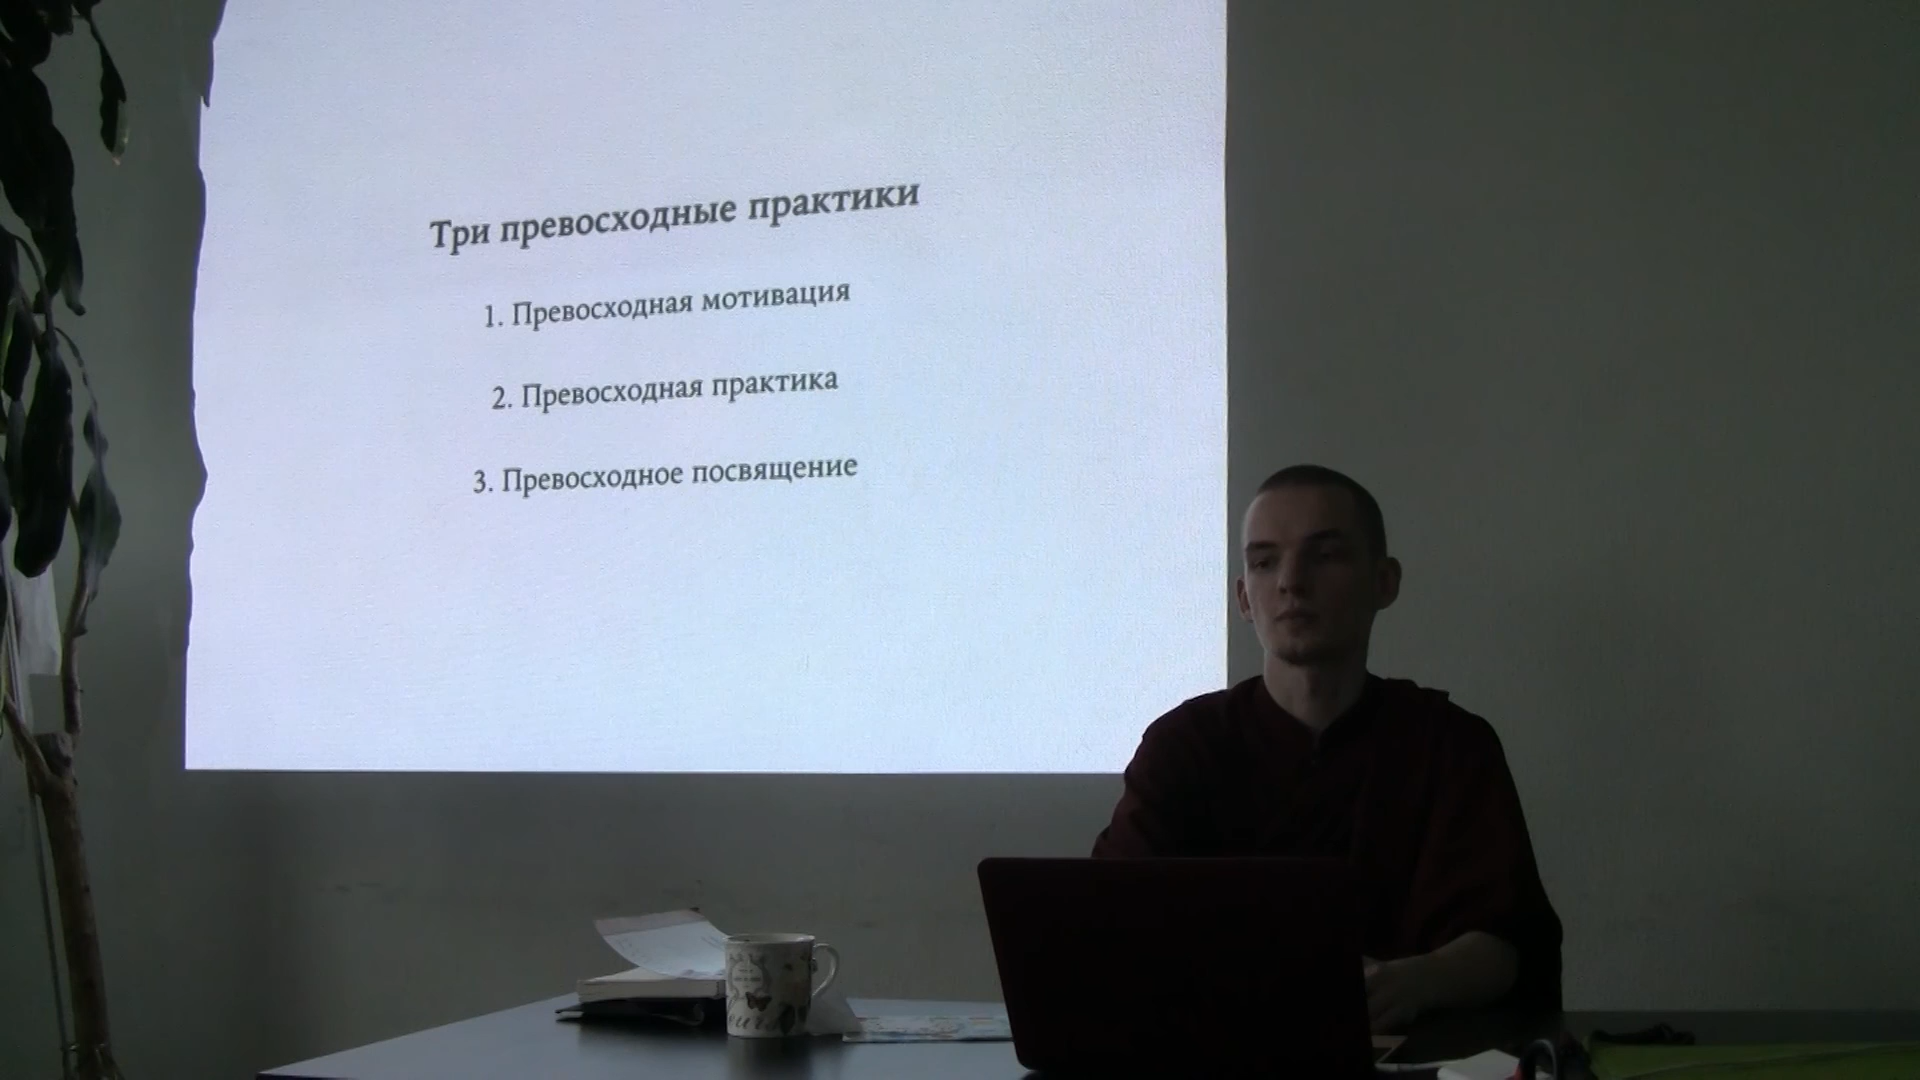 Три превосходные практики
1. Превосходная мотивация
2. Превосходная практика
3. Превосходное посвящение